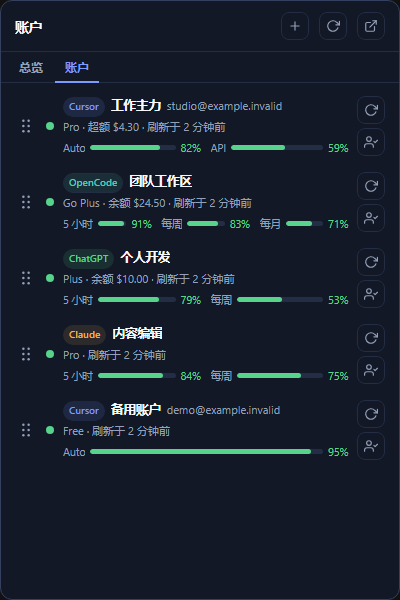 账户
总览 账户
Cursor 工作主力 studio@example.invalid
Pro · 超额 $4.30 · 刷新于 2 分钟前
Auto 82% API 59%
OpenCode 团队工作区
Go Plus · 余额 $24.50 · 刷新于 2 分钟前
5 小时 91% 每周 83% 每月 71%
ChatGPT 个人开发
Plus · 余额 $10.00 · 刷新于 2 分钟前
5 小时 79% 每周 53%
Claude 内容编辑
Pro · 刷新于 2 分钟前
5 小时 84% 每周 75%
Cursor 备用账户 demo@example.invalid
Free · 刷新于 2 分钟前
Auto 95%